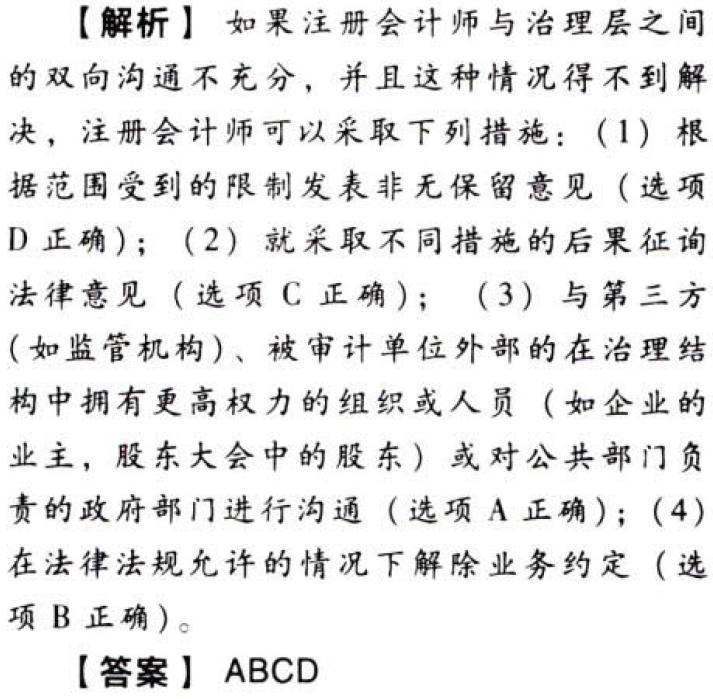 【解析】 如果注册会计师与治理层之间
的双向沟通不充分，并且这种情况得不到解
决，注册会计师可以采取下列措施：（1）根
据范围受到的限制发表非无保留意见（选项
D 正确）；（2）就采取不同措施的后果征询
法律意见（选项 C 正确）；（3）与第三方
（如监管机构）、被审计单位外部的在治理结
构中拥有更高权力的组织或人员（如企业的
业主，股东大会中的股东）或对公共部门负
责的政府部门进行沟通（选项 A 正确）；（4）
在法律法规允许的情况下解除业务约定（选
项 B 正确）。
【答案】 ABCD